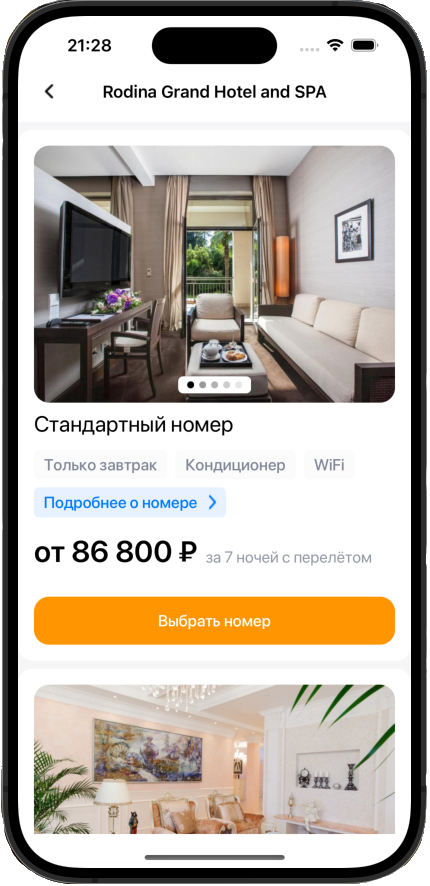 21:28
Rodina Grand Hotel and SPA
Стандартный номер
Только завтрак Кондиционер WiFi
Подробнее о номере
от 86 800 ₽ за 7 ночей с перелётом
Выбрать номер